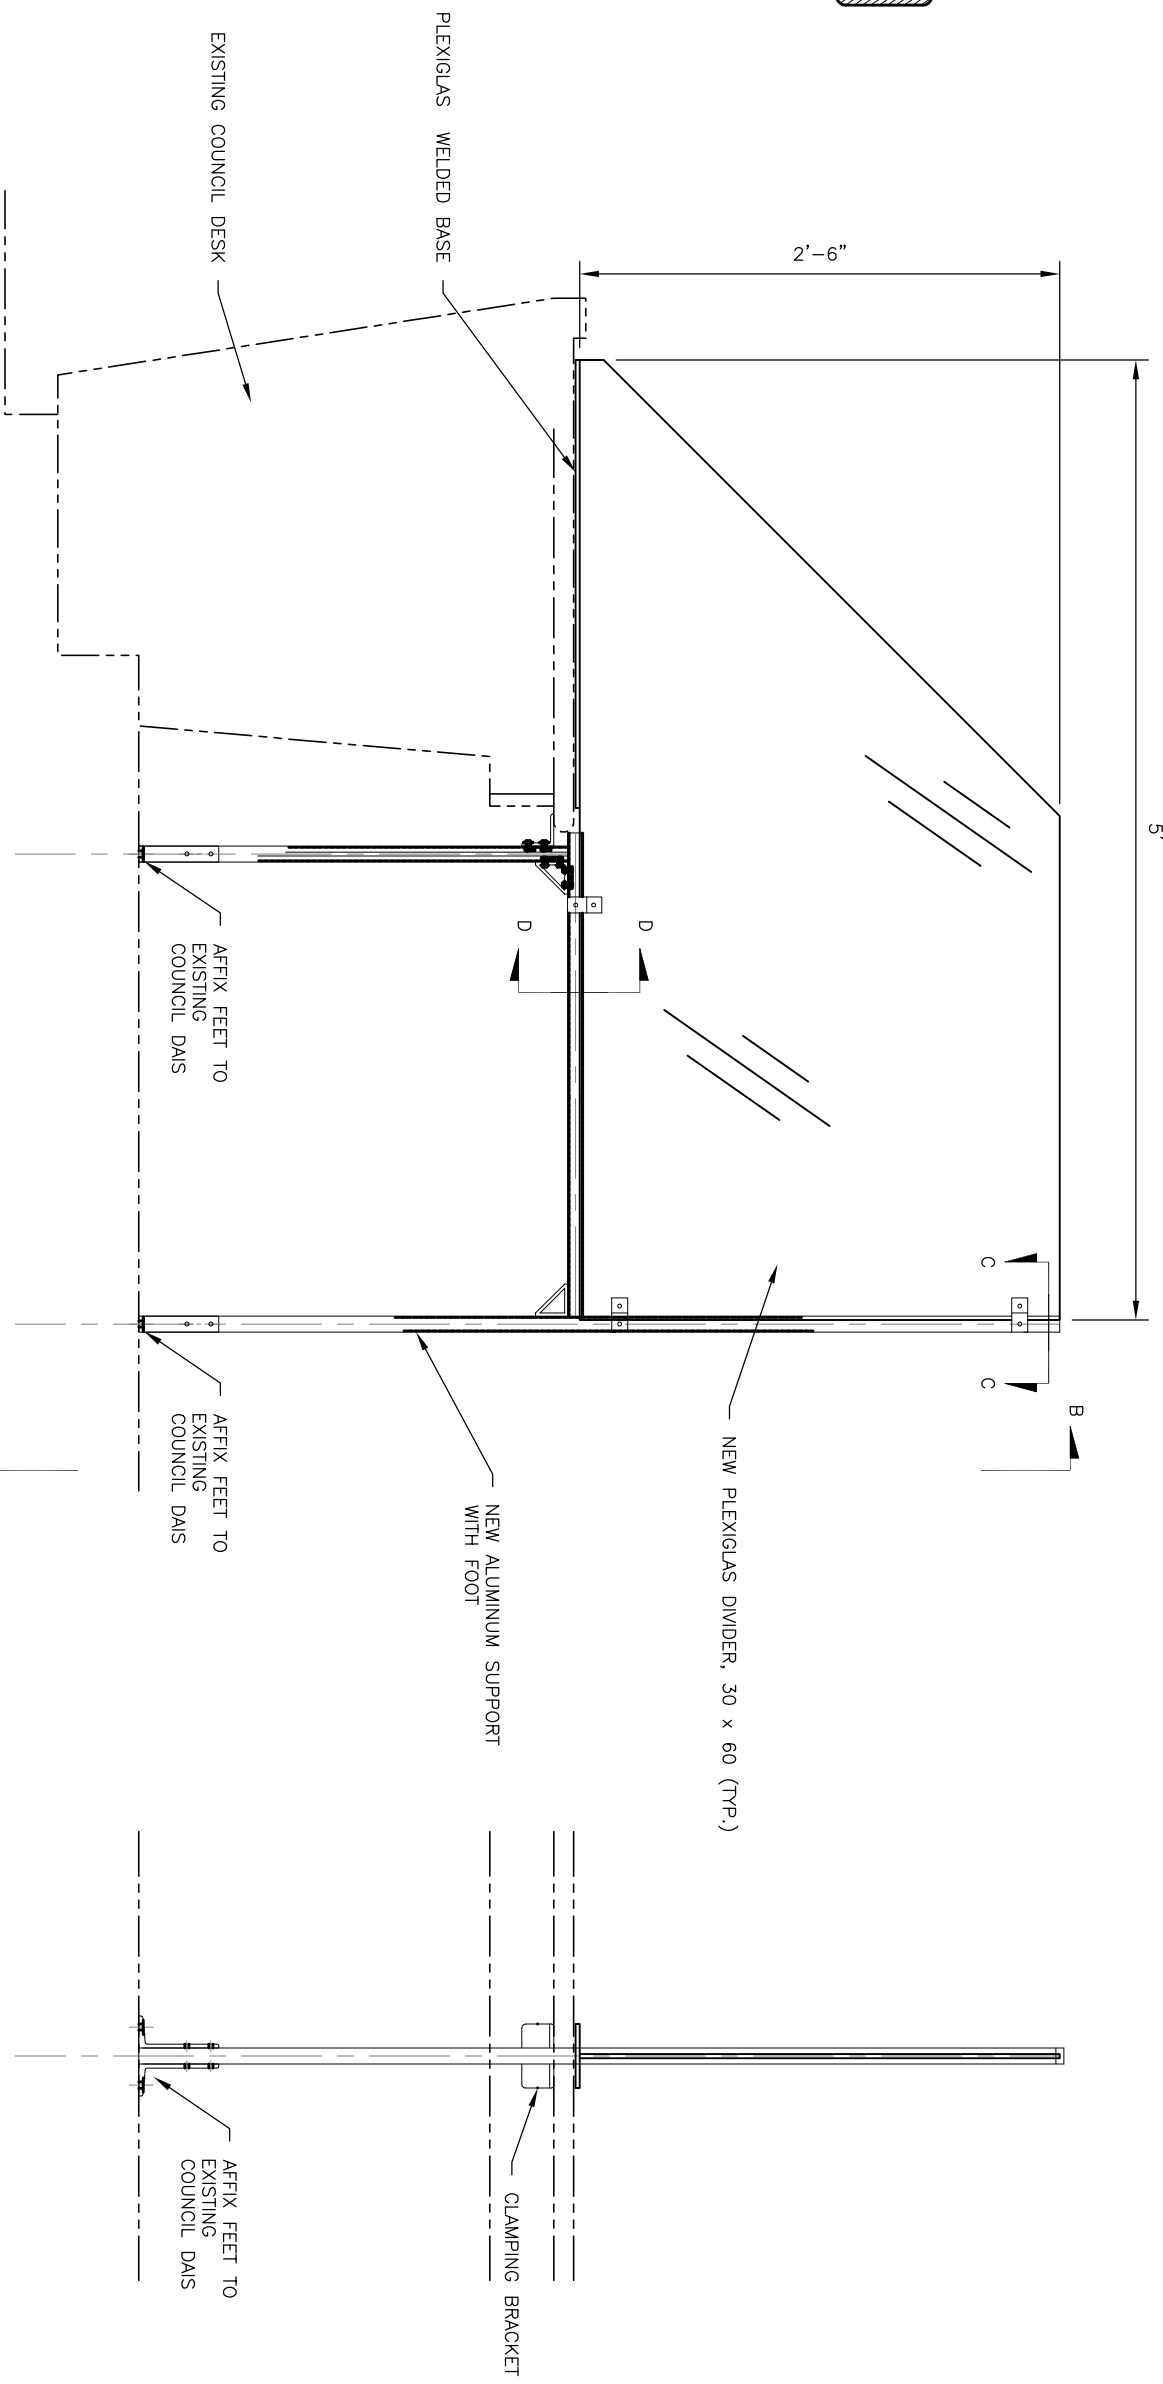 5'
2'-6"
PLEXIGLAS WELDED BASE
EXISTING COUNCIL DESK
B
C
C
D
D
NEW PLEXIGLAS DIVIDER, 30 x 60 (TYP.)
NEW ALUMINUM SUPPORT
WITH FOOT
AFFIX FEET TO
EXISTING
COUNCIL DAIS
AFFIX FEET TO
EXISTING
COUNCIL DAIS
CLAMPING BRACKET
AFFIX FEET TO
EXISTING
COUNCIL DAIS